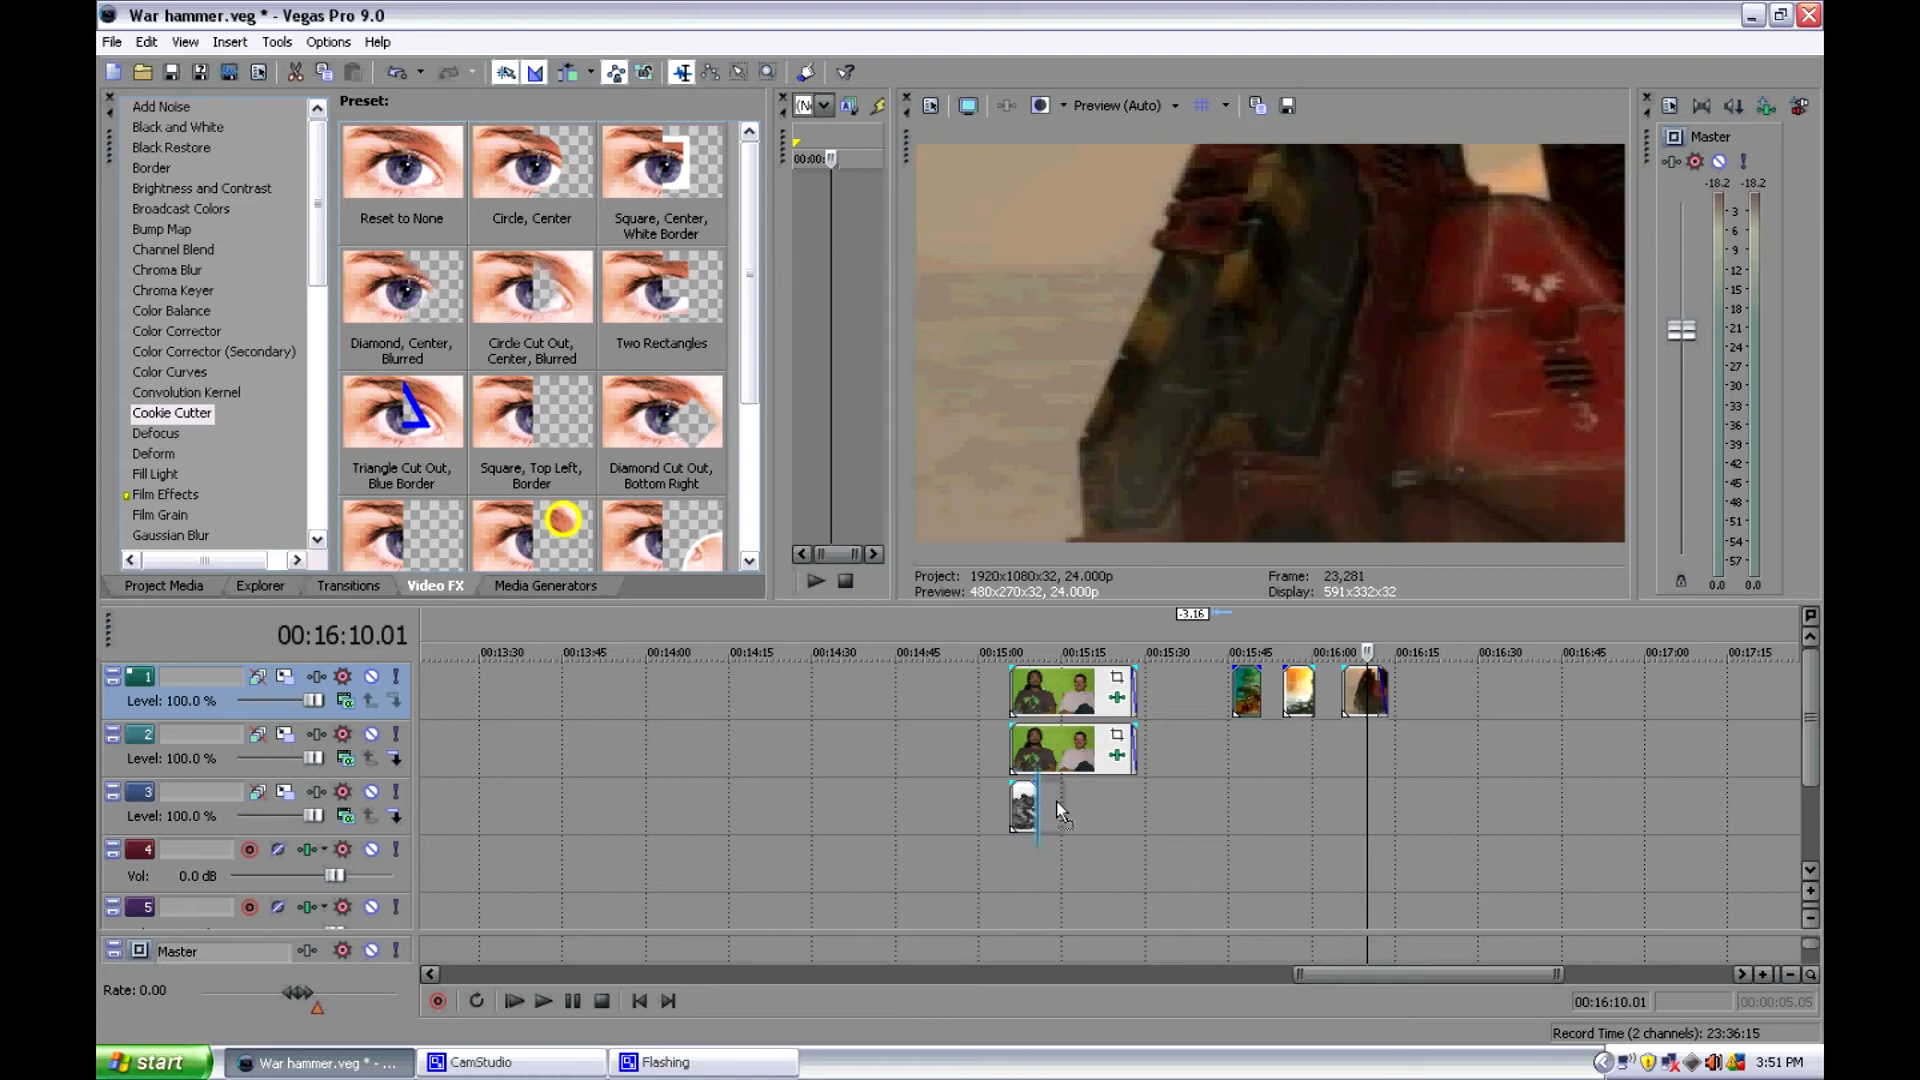 War hammer.veg * - Vegas Pro 9.0
File Edit View Insert Tools Options Help
Add Noise
Black and White
Black Restore
Border
Brightness and Contrast
Broadcast Colors
Bump Map
Channel Blend
Chroma Blur
Chroma Keyer
Color Balance
Color Corrector
Color Corrector (Secondary)
Color Curves
Convolution Kernel
Cookie Cutter
Defocus
Deform
Fill Light
Film Effects
Film Grain
Gaussian Blur
Preset:
Reset to None
Circle, Center
Square, Center,
White Border
Diamond, Center,
Blurred
Circle Cut Out,
Center, Blurred
Two Rectangles
Triangle Cut Out,
Blue Border
Square, Top Left,
Border
Diamond Cut Out,
Bottom Right
Project Media Explorer Transitions Video FX Media Generators
(N
00:00:
Preview (Auto)
Project: 1920x1080x32, 24.000p
Preview: 480x270x32, 24.000p
Frame: 23,281
Display: 591x332x32
Master
-18.2 -18.2
3
6
9
12
15
18
21
24
27
30
33
36
39
42
45
48
51
54
57
0.0 0.0
-3.16
00:16:10.01
00:13:30 00:13:45 00:14:00 00:14:15 00:14:30 00:14:45 00:15:00 00:15:15 00:15:30 00:15:45 00:16:00 00:16:15 00:16:30 00:16:45 00:17:00 00:17:15
1
Level: 100.0 %
2
Level: 100.0 %
3
Level: 100.0 %
4
Vol: 0.0 dB
5
Master
Rate: 0.00
00:16:10.01 00:00:05.05
Record Time (2 channels): 23:36:15
start War hammer.veg * - ... CamStudio Flashing 3:51 PM